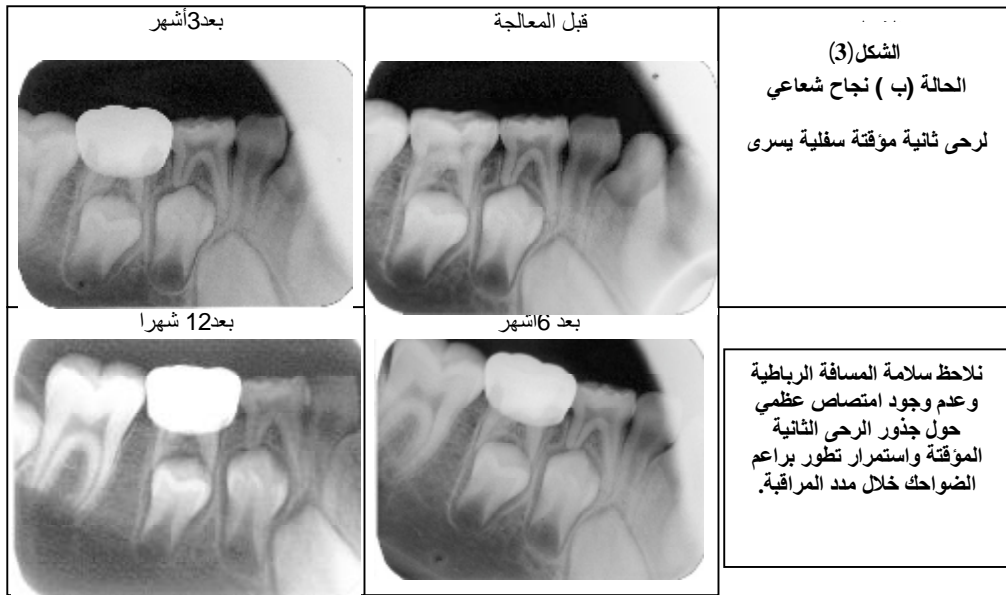 الشكل(3)
الحالة (ب ) نجاح شعاعي
لرحى ثانية مؤقتة سفلية يسرى
قبل المعالجة
بعد3أشهر
نلاحظ سلامة المسافة الرباطية
وعدم وجود امتصاص عظمي
حول جذور الرحى الثانية
المؤقتة واستمرار تطور براعم
الضواحك خلال مدد المراقبة.
بعد 6اشهر
بعد12 شهرا